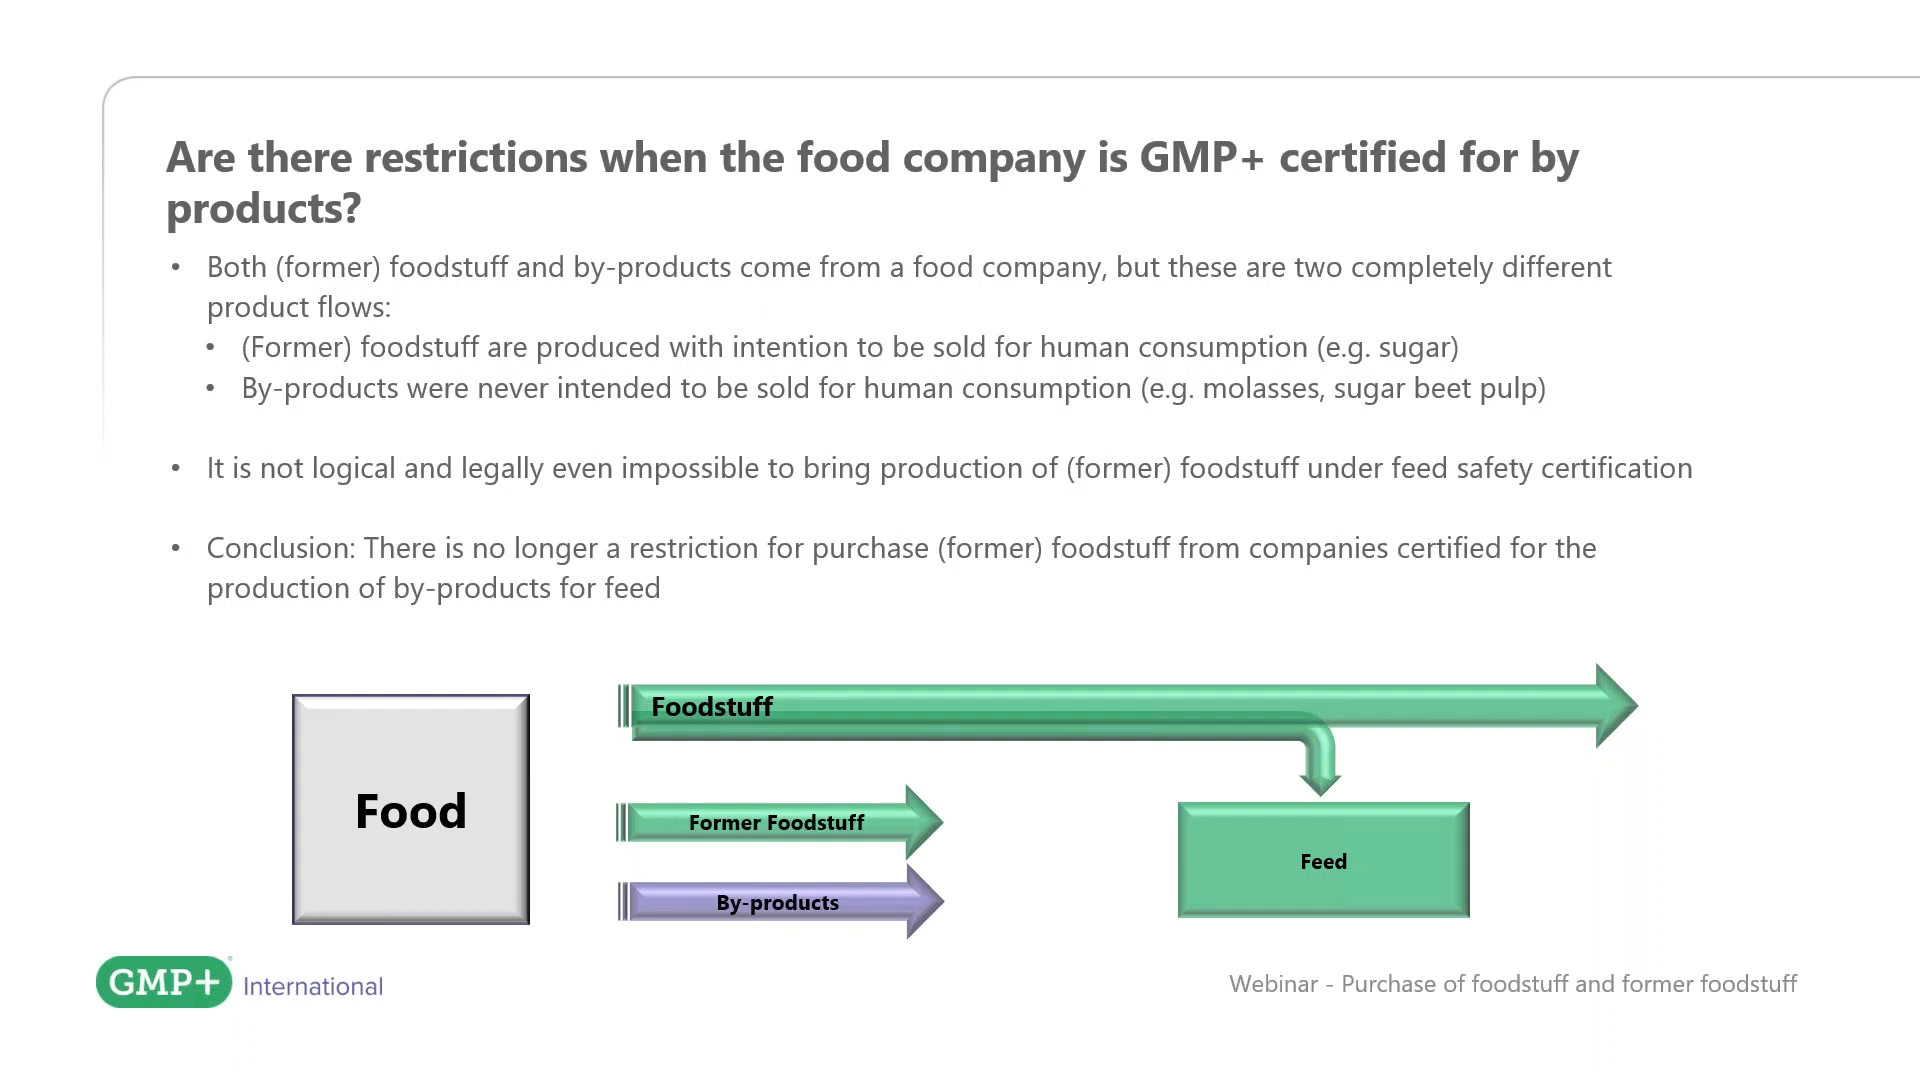 Are there restrictions when the food company is GMP+ certified for by
products?
• Both (former) foodstuff and by-products come from a food company, but these are two completely different
product flows:
• (Former) foodstuff are produced with intention to be sold for human consumption (e.g. sugar)
• By-products were never intended to be sold for human consumption (e.g. molasses, sugar beet pulp)
• It is not logical and legally even impossible to bring production of (former) foodstuff under feed safety certification
• Conclusion: There is no longer a restriction for purchase (former) foodstuff from companies certified for the
production of by-products for feed
Food
Foodstuff
Former Foodstuff
By-products
Feed
GMP+ International
Webinar - Purchase of foodstuff and former foodstuff